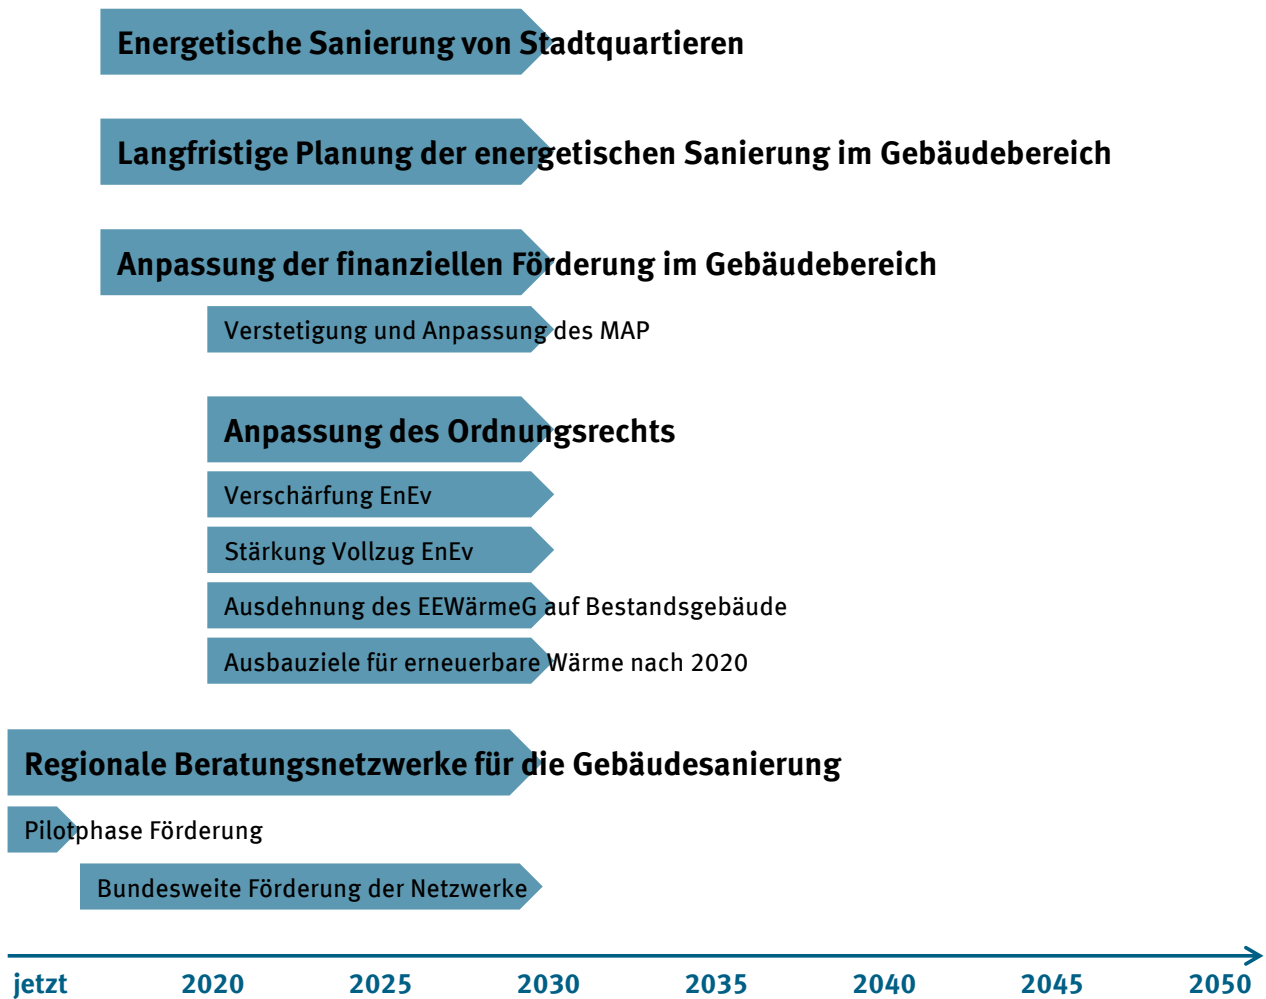 Energetische Sanierung von Stadtquartieren
Langfristige Planung der energetischen Sanierung im Gebäudebereich
Anpassung der finanziellen Förderung im Gebäudebereich
Verstetigung und Anpassung des MAP
Anpassung des Ordnungsrechts
Verschärfung EnEv
Stärkung Vollzug EnEv
Ausdehnung des EEWärmeG auf Bestandsgebäude
Ausbauziele für erneuerbare Wärme nach 2020
Regionale Beratungsnetzwerke für die Gebäudesanierung
Pilotphase Förderung
Bundesweite Förderung der Netzwerke
jetzt 2020 2025 2030 2035 2040 2045 2050